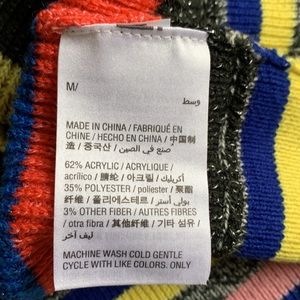 M/
وسط
MADE IN CHINA / FABRIQUÉ EN
CHINE / HECHO EN CHINA / 中国制
造 / 중국산 / صنع في الصين
62% ACRYLIC / ACRYLIQUE /
acrílico / 腈纶 / 아크릴 / أكريليك
35% POLYESTER / poliester / 聚酯
纤维 / 폴리에스테르 / بوليستر
3% OTHER FIBER / AUTRES FIBRES
/ otra fibra / 其他纤维 / 기타 섬유 /
ليف آخر
MACHINE WASH COLD GENTLE
CYCLE WITH LIKE COLORS. ONLY